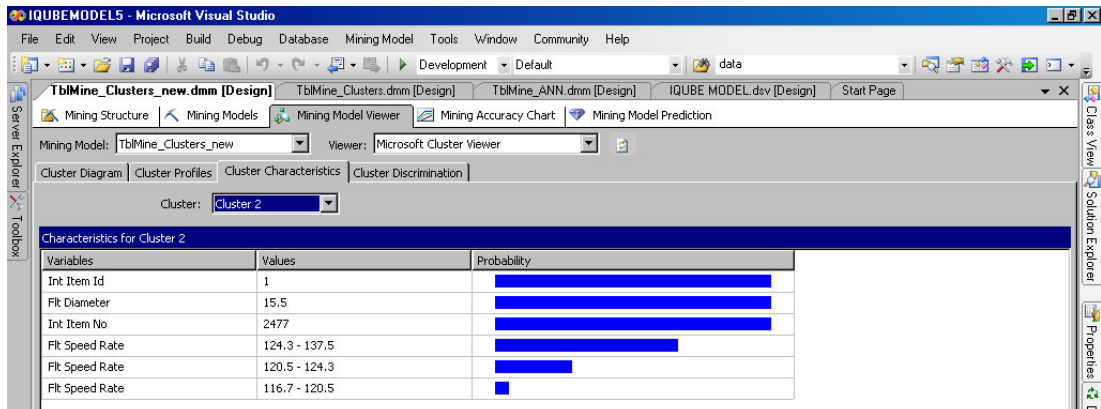 IQUBEMODEL5 - Microsoft Visual Studio
File Edit View Project Build Debug Database Mining Model Tools Window Community Help
Development Default data
TblMine_Clusters_new.dmm [Design] TblMine_Clusters.dmm [Design] TblMine_ANN.dmm [Design] IQUBE MODEL.dsv [Design] Start Page
Mining Structure Mining Models Mining Model Viewer Mining Accuracy Chart Mining Model Prediction
Mining Model: TblMine_Clusters_new Viewer: Microsoft Cluster Viewer
Cluster Diagram Cluster Profiles Cluster Characteristics Cluster Discrimination
Cluster: Cluster 2
Characteristics for Cluster 2
Variables Values Probability
Int Item Id 1
Flt Diameter 15.5
Int Item No 2477
Flt Speed Rate 124.3 - 137.5
Flt Speed Rate 120.5 - 124.3
Flt Speed Rate 116.7 - 120.5
Server Explorer
Toolbox
Class View
Solution Explorer
Properties